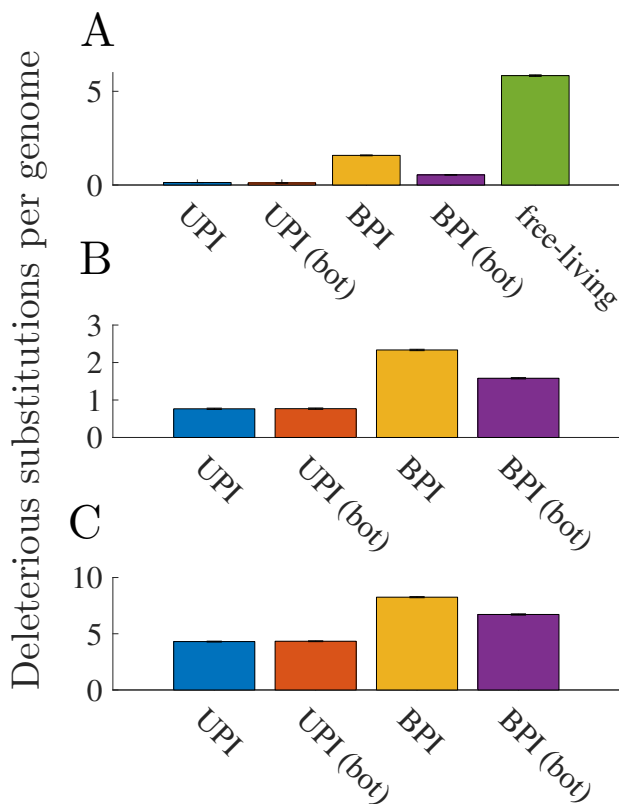 Deleterious substitutions per genome
A
5
0
UPI
UPI (bot)
BPI
BPI (bot)
free-living
B
3
2
1
0
UPI
UPI (bot)
BPI
BPI (bot)
C
10
5
0
UPI
UPI (bot)
BPI
BPI (bot)